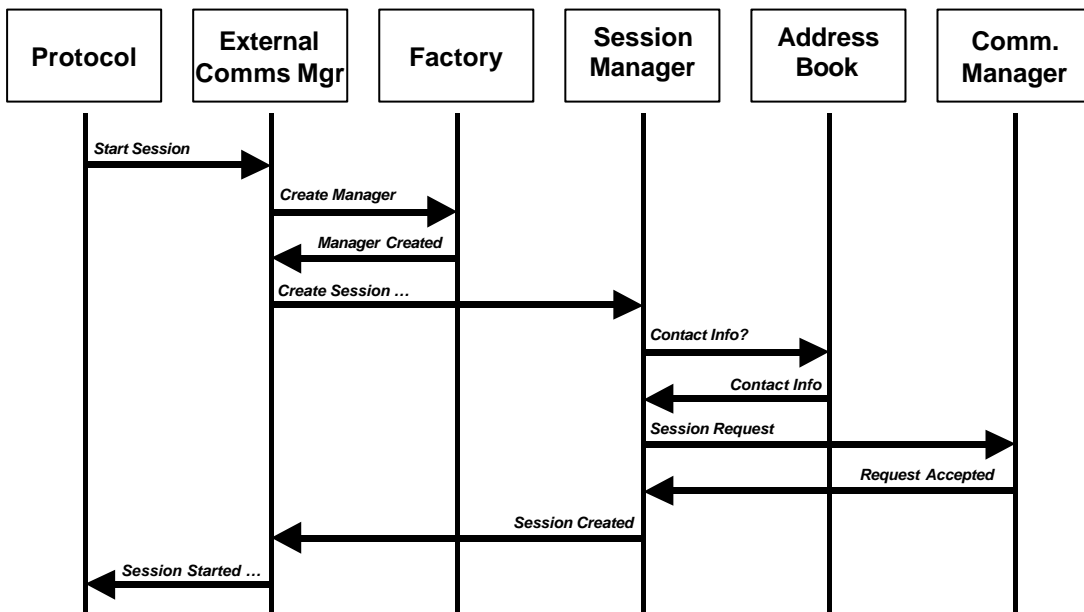 Protocol
External
Comms Mgr
Factory
Session
Manager
Address
Book
Comm.
Manager
Start Session
Create Manager
Manager Created
Create Session …
Contact Info?
Contact Info
Session Request
Request Accepted
Session Created
Session Started …